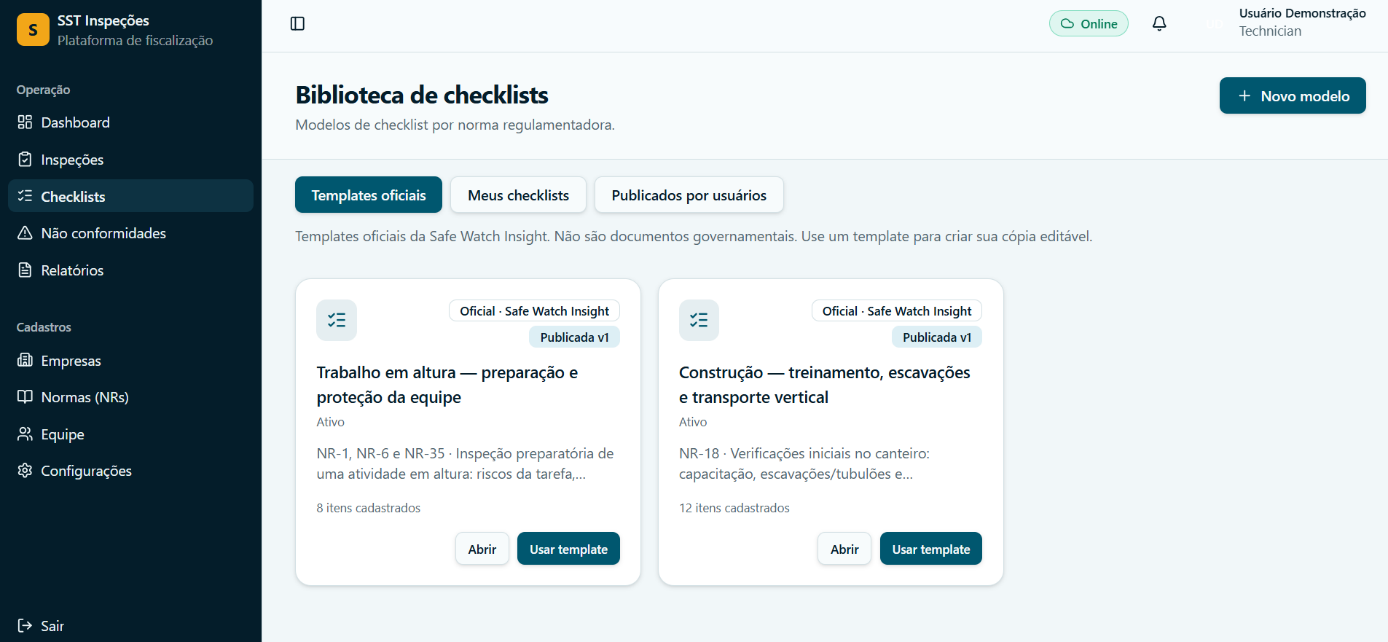 S
SST Inspeções
Plataforma de fiscalização
Operação
Dashboard
Inspeções
Checklists
Não conformidades
Relatórios
Cadastros
Empresas
Normas (NRs)
Equipe
Configurações
Sair
Online
Usuário Demonstração
Technician
Biblioteca de checklists
Modelos de checklist por norma regulamentadora.
+ Novo modelo
Templates oficiais
Meus checklists
Publicados por usuários
Templates oficiais da Safe Watch Insight. Não são documentos governamentais. Use um template para criar sua cópia editável.
Oficial · Safe Watch Insight
Publicada v1
Trabalho em altura — preparação e
proteção da equipe
Ativo
NR-1, NR-6 e NR-35 · Inspeção preparatória de
uma atividade em altura: riscos da tarefa,...
8 itens cadastrados
Abrir
Usar template
Oficial · Safe Watch Insight
Publicada v1
Construção — treinamento, escavações
e transporte vertical
Ativo
NR-18 · Verificações iniciais no canteiro:
capacitação, escavações/tubulões e...
12 itens cadastrados
Abrir
Usar template